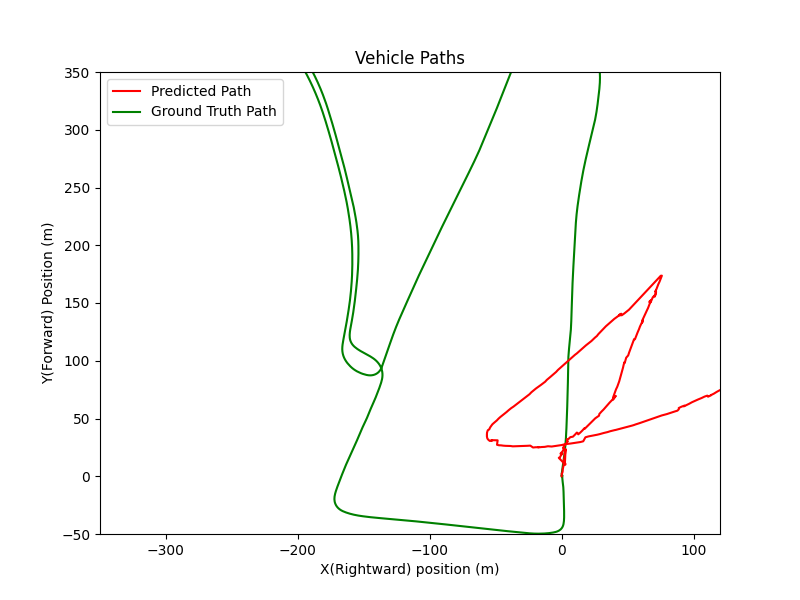 Vehicle Paths
Predicted Path
Ground Truth Path
350
300
250
200
150
100
50
0
−50
Y(Forward) Position (m)
−300
−200
−100
0
100
X(Rightward) position (m)